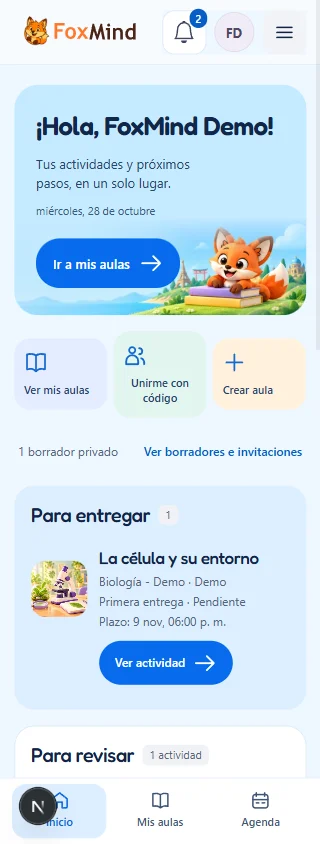 FoxMind
2
FD
¡Hola, FoxMind Demo!
Tus actividades y próximos
pasos, en un solo lugar.
miércoles, 28 de octubre
Ir a mis aulas
Ver mis aulas
Unirme con
código
Crear aula
1 borrador privado
Ver borradores e invitaciones
Para entregar 1
La célula y su entorno
Biología - Demo · Demo
Primera entrega · Pendiente
Plazo: 9 nov, 06:00 p. m.
Ver actividad
Para revisar 1 actividad
N
Inicio
Mis aulas
Agenda